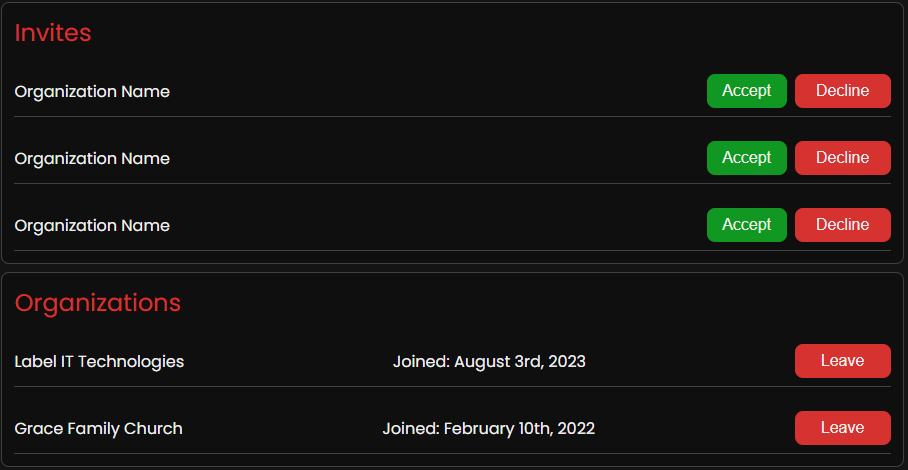 Invites
Organization Name Accept Decline
Organization Name Accept Decline
Organization Name Accept Decline
Organizations
Label IT Technologies Joined: August 3rd, 2023 Leave
Grace Family Church Joined: February 10th, 2022 Leave